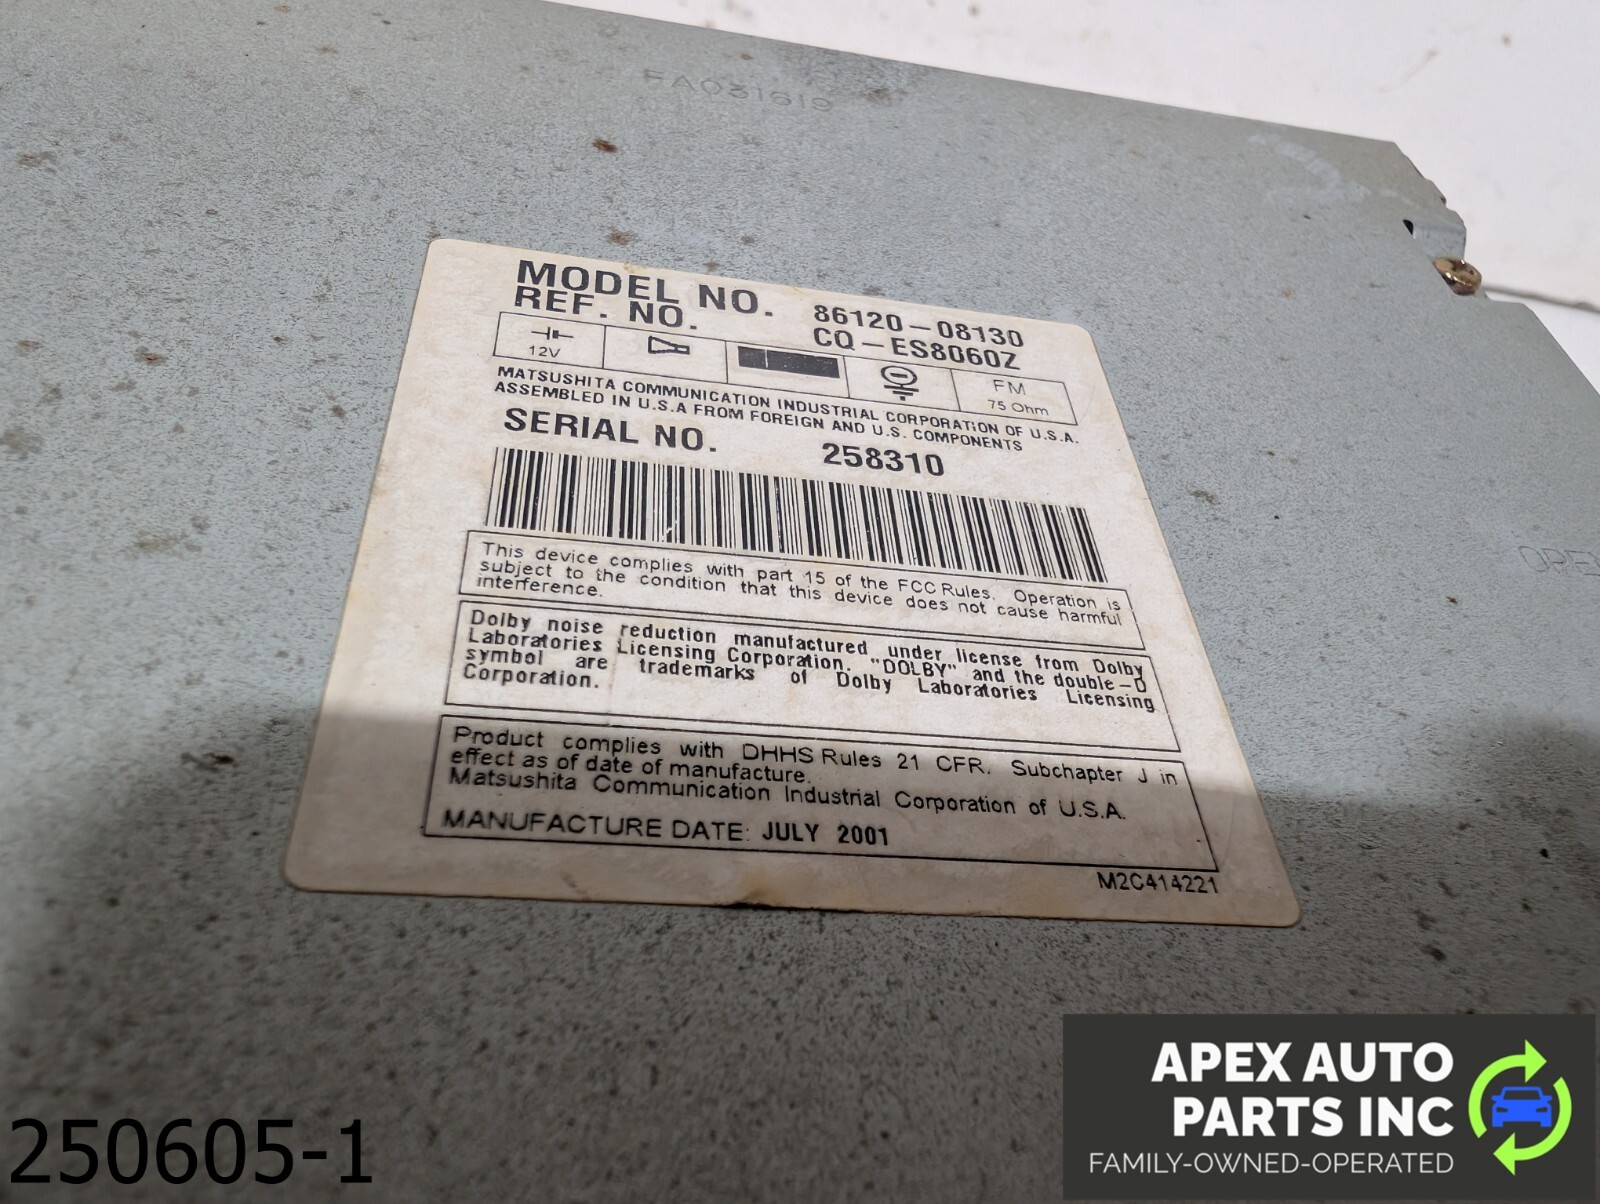 FA031619
MODEL NO. 86120-08130
REF. NO. CQ-ES8060Z
12V
FM
75 Ohm
MATSUSHITA COMMUNICATION INDUSTRIAL CORPORATION OF U.S.A.
ASSEMBLED IN U.S.A FROM FOREIGN AND U.S. COMPONENTS
SERIAL NO. 258310
This device complies with part 15 of the FCC Rules. Operation is
subject to the condition that this device does not cause harmful
interference.
Dolby noise reduction manufactured under license from Dolby
Laboratories Licensing Corporation. "DOLBY" and the double-D
symbol are trademarks of Dolby Laboratories Licensing
Corporation.
Product complies with DHHS Rules 21 CFR. Subchapter J in
effect as of date of manufacture.
Matsushita Communication Industrial Corporation of U.S.A.
MANUFACTURE DATE: JULY 2001
M2C414221
OPEN
250605-1
APEX AUTO
PARTS INC
FAMILY-OWNED-OPERATED